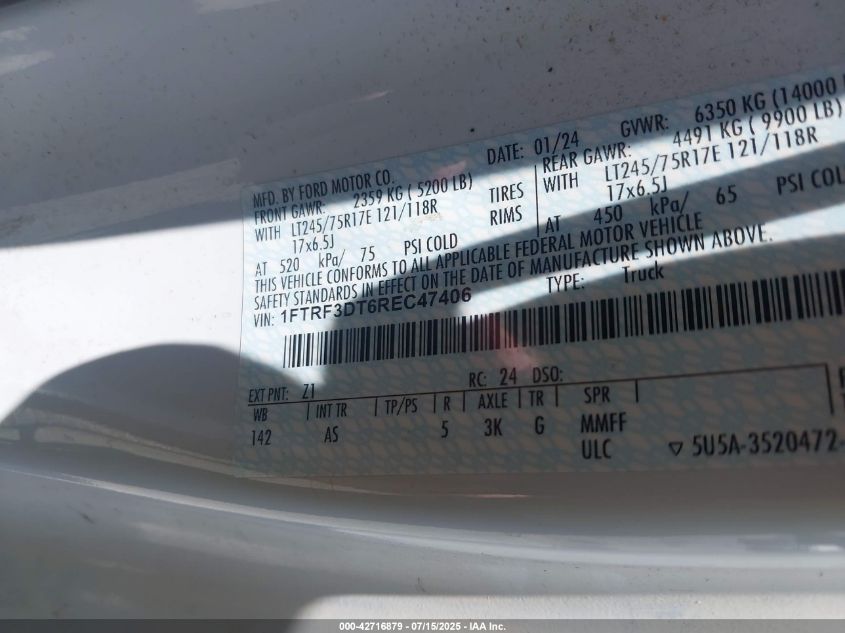 MFD. BY FORD MOTOR CO. DATE: 01/24 GVWR: 6350 KG (14000
FRONT GAWR: 2359 KG ( 5200 LB) REAR GAWR: 4491 KG ( 9900 LB)
WITH LT245/75R17E 121/118R TIRES WITH LT245/75R17E 121/118R
17x6.5J RIMS 17x6.5J
AT 520 kPa/ 75 PSI COLD AT 450 kPa/ 65 PSI COL
THIS VEHICLE CONFORMS TO ALL APPLICABLE FEDERAL MOTOR VEHICLE
SAFETY STANDARDS IN EFFECT ON THE DATE OF MANUFACTURE SHOWN ABOVE.
VIN: 1FTRF3DT6REC47406 TYPE: Truck
EXT PNT: Z1 RC: 24 DSO:
WB INT TR TP/PS R AXLE TR SPR
142 AS 5 3K G MMFF
ULC ▽ 5U5A-3520472-
000-42716879 - 07/15/2025 - IAA Inc.